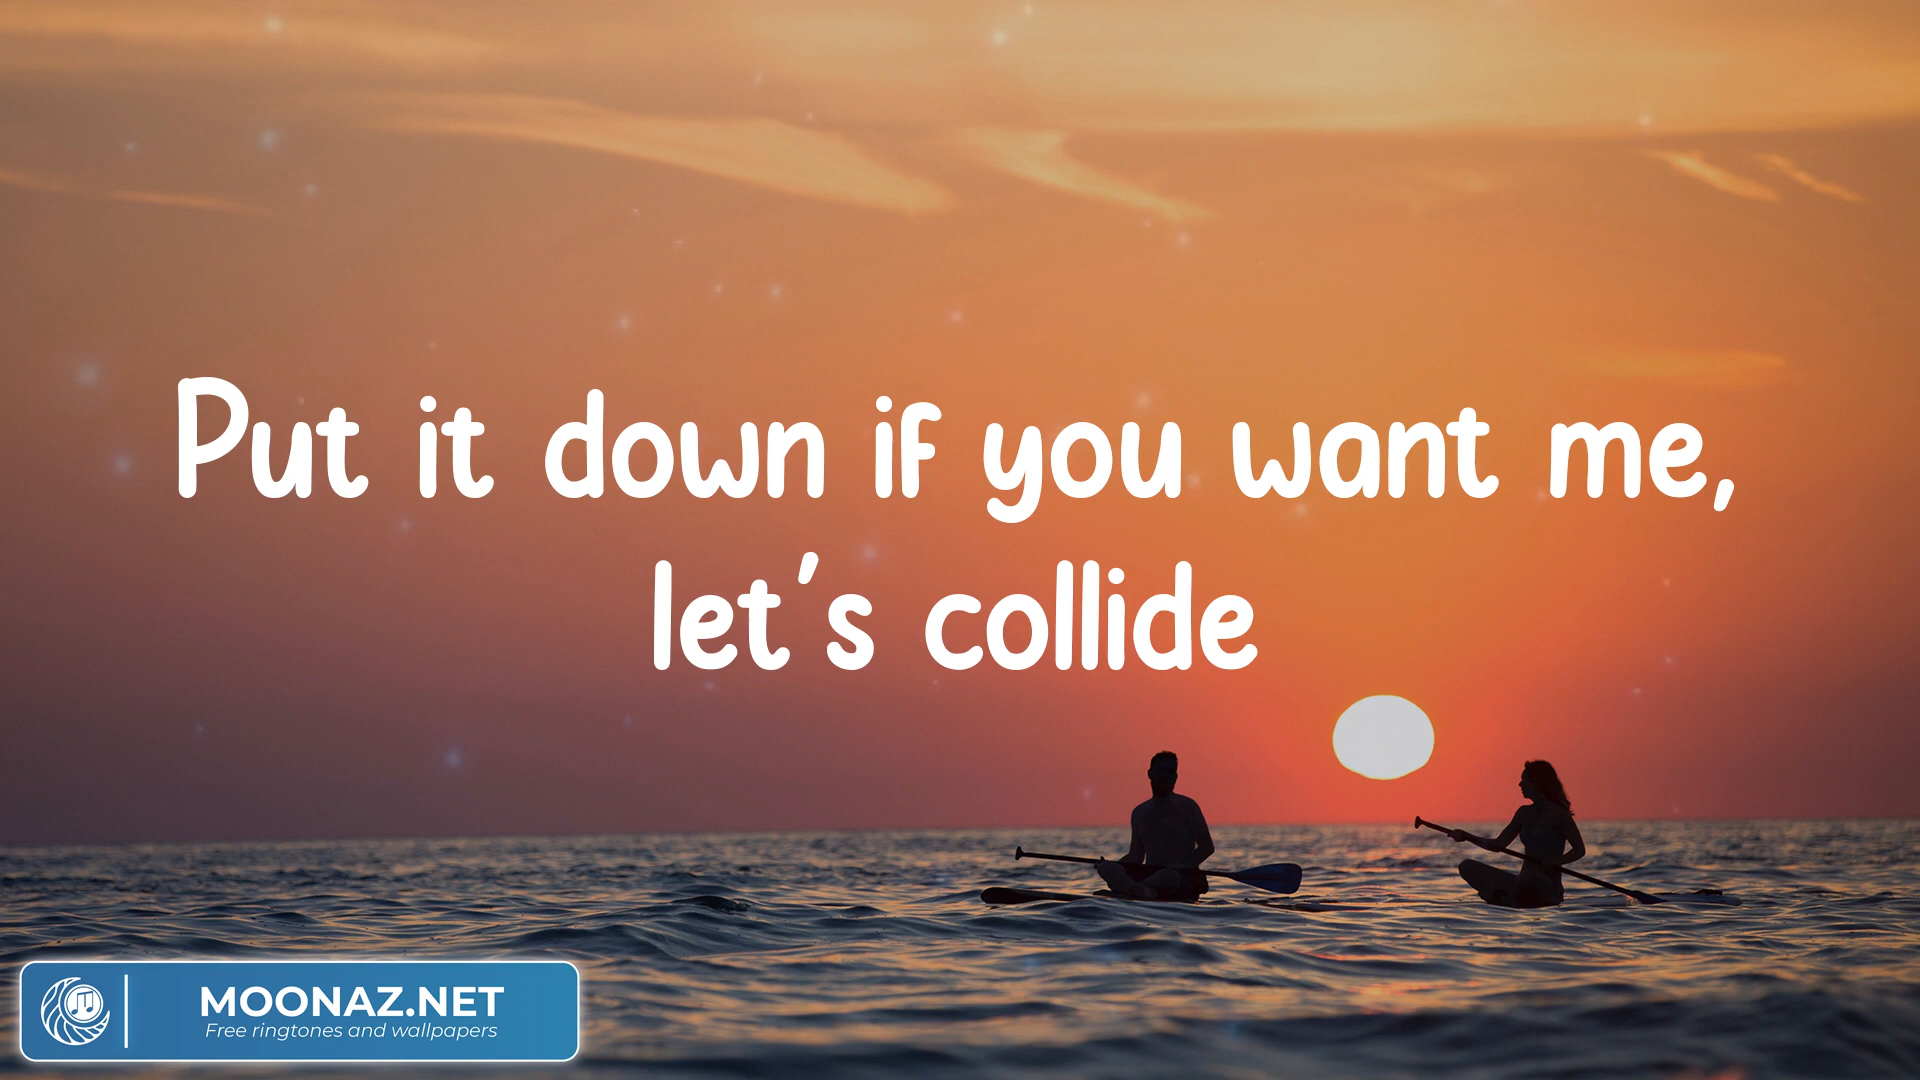 Put it down if you want me,
let's collide
MOONAZ.NET
Free ringtones and wallpapers